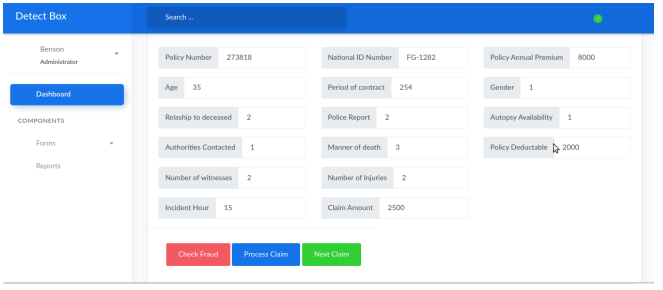 Detect Box
Search ...
Benson
Administrator
Dashboard
COMPONENTS
Forms
Reports
Policy Number 273818 National ID Number FG-1282 Policy Annual Premium 8000
Age 35 Period of contract 254 Gender 1
Relaship to deceased 2 Police Report 2 Autopsy Availability 1
Authorities Contacted 1 Manner of death 3 Policy Deductable 2000
Number of witnesses 2 Number of Injuries 2
Incident Hour 15 Claim Amount 2500
Check Fraud Process Claim Next Claim